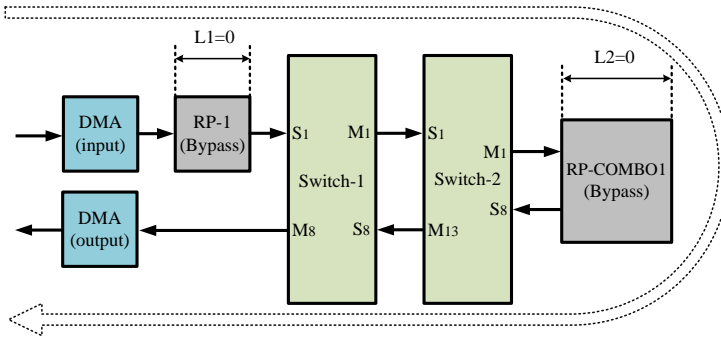 L1=0
L2=0
DMA
(input)
RP-1
(Bypass)
S1
M1
S1
M1
Switch-1
Switch-2
RP-COMBO1
(Bypass)
S8
DMA
(output)
M8
S8
M13